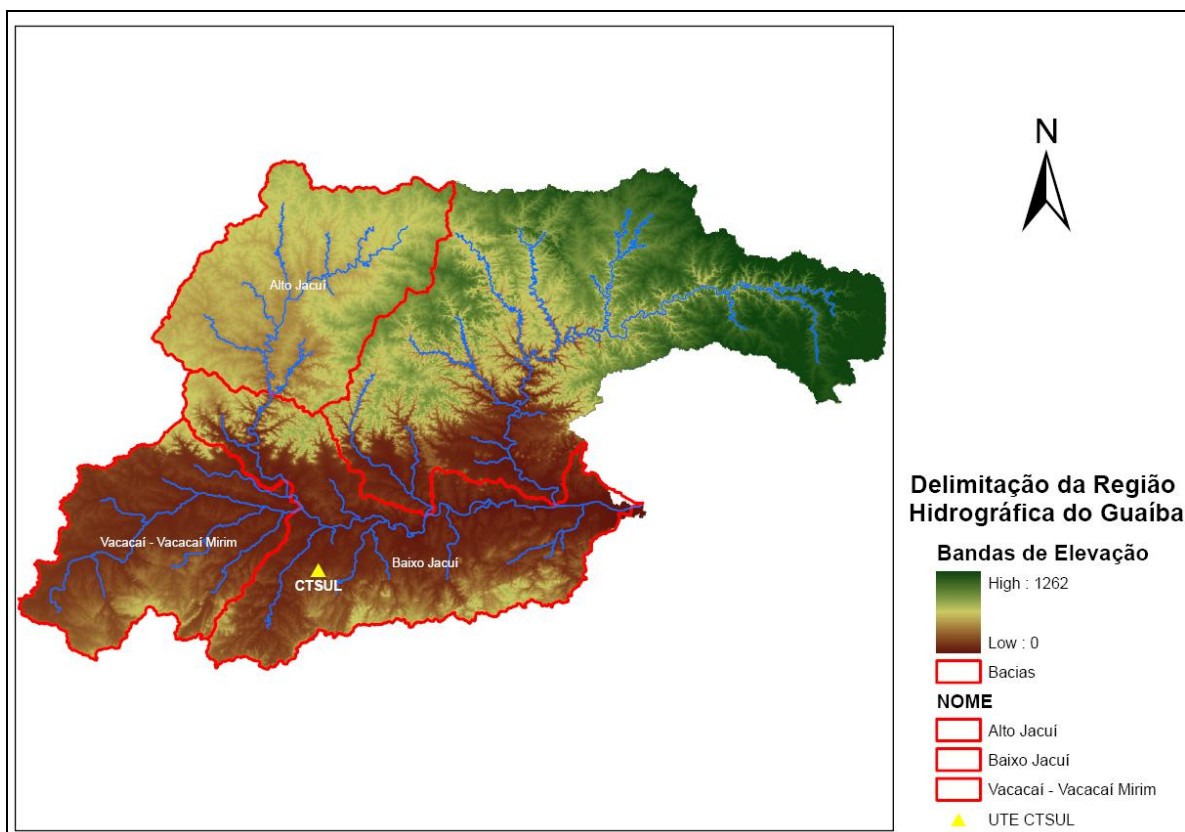 N
Alto Jacuí
Vacacaí - Vacacaí Mirim
Baixo Jacuí
CTSUL
Delimitação da Região
Hidrográfica do Guaíba
Bandas de Elevação
High : 1262
Low : 0
Bacias
NOME
Alto Jacuí
Baixo Jacuí
Vacacaí - Vacacaí Mirim
UTE CTSUL